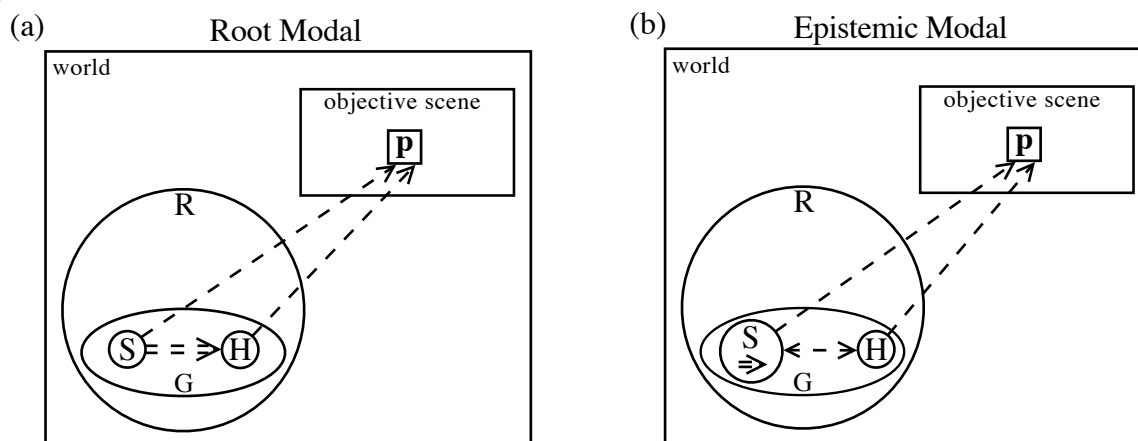 (a) Root Modal
world
objective scene
p
R
S H
G
(b) Epistemic Modal
world
objective scene
p
R
S H
G